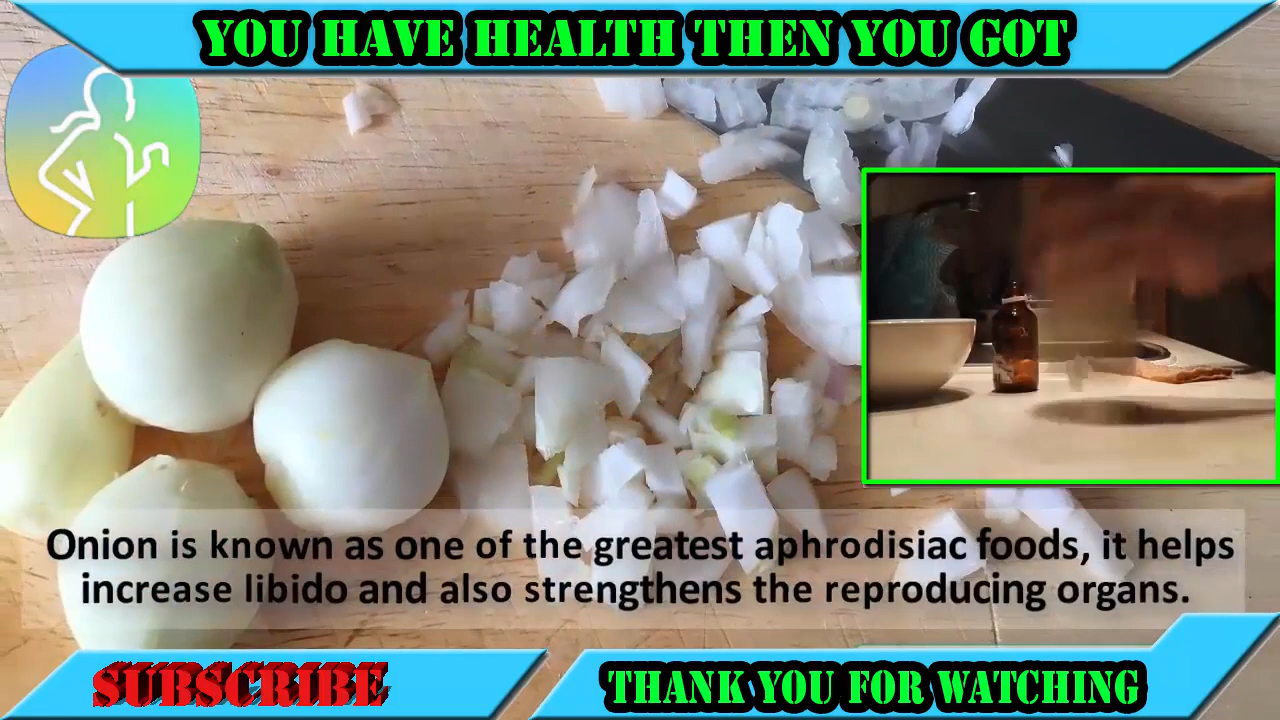 YOU HAVE HEALTH THEN YOU GOT
Onion is known as one of the greatest aphrodisiac foods, it helps
increase libido and also strengthens the reproducing organs.
SUBSCRIBE
THANK YOU FOR WATCHING